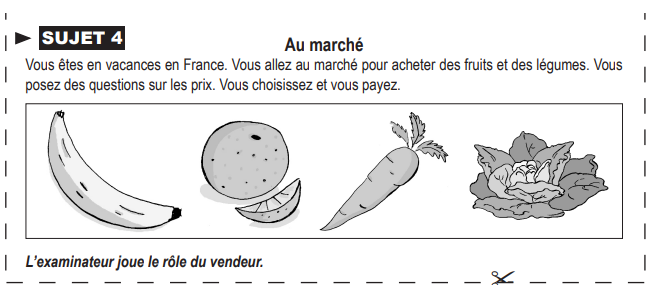 SUJET 4
Au marché
Vous êtes en vacances en France. Vous allez au marché pour acheter des fruits et des légumes. Vous
posez des questions sur les prix. Vous choisissez et vous payez.
L'examinateur joue le rôle du vendeur.